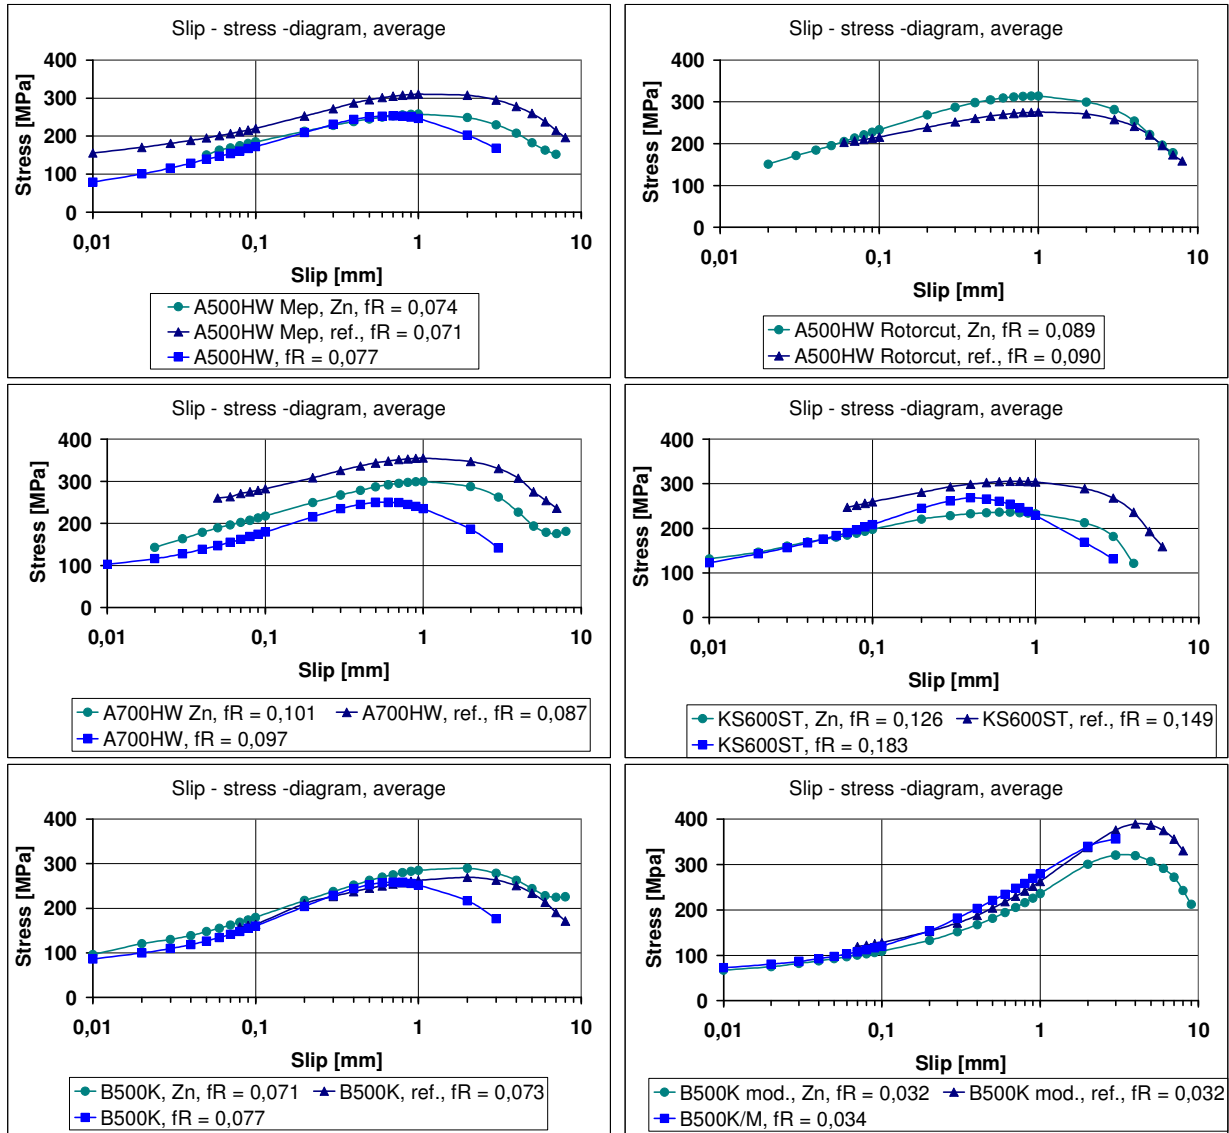 Slip - stress -diagram, average
Stress [MPa]
400
300
200
100
0
0,01 0,1 1 10
Slip [mm]
A500HW Mep, Zn, fR = 0,074
A500HW Mep, ref., fR = 0,071
A500HW, fR = 0,077
Slip - stress -diagram, average
Stress [MPa]
400
300
200
100
0
0,01 0,1 1 10
Slip [mm]
A500HW Rotorcut, Zn, fR = 0,089
A500HW Rotorcut, ref., fR = 0,090
Slip - stress -diagram, average
Stress [MPa]
400
300
200
100
0
0,01 0,1 1 10
Slip [mm]
A700HW Zn, fR = 0,101 A700HW, ref., fR = 0,087
A700HW, fR = 0,097
Slip - stress -diagram, average
Stress [MPa]
400
300
200
100
0
0,01 0,1 1 10
Slip [mm]
KS600ST, Zn, fR = 0,126 KS600ST, ref., fR = 0,149
KS600ST, fR = 0,183
Slip - stress -diagram, average
Stress [MPa]
400
300
200
100
0
0,01 0,1 1 10
Slip [mm]
B500K, Zn, fR = 0,071 B500K, ref., fR = 0,073
B500K, fR = 0,077
Slip - stress -diagram, average
Stress [Mpa]
400
300
200
100
0
0,01 0,1 1 10
Slip [mm]
B500K mod., Zn, fR = 0,032 B500K mod., ref., fR = 0,032
B500K/M, fR = 0,034